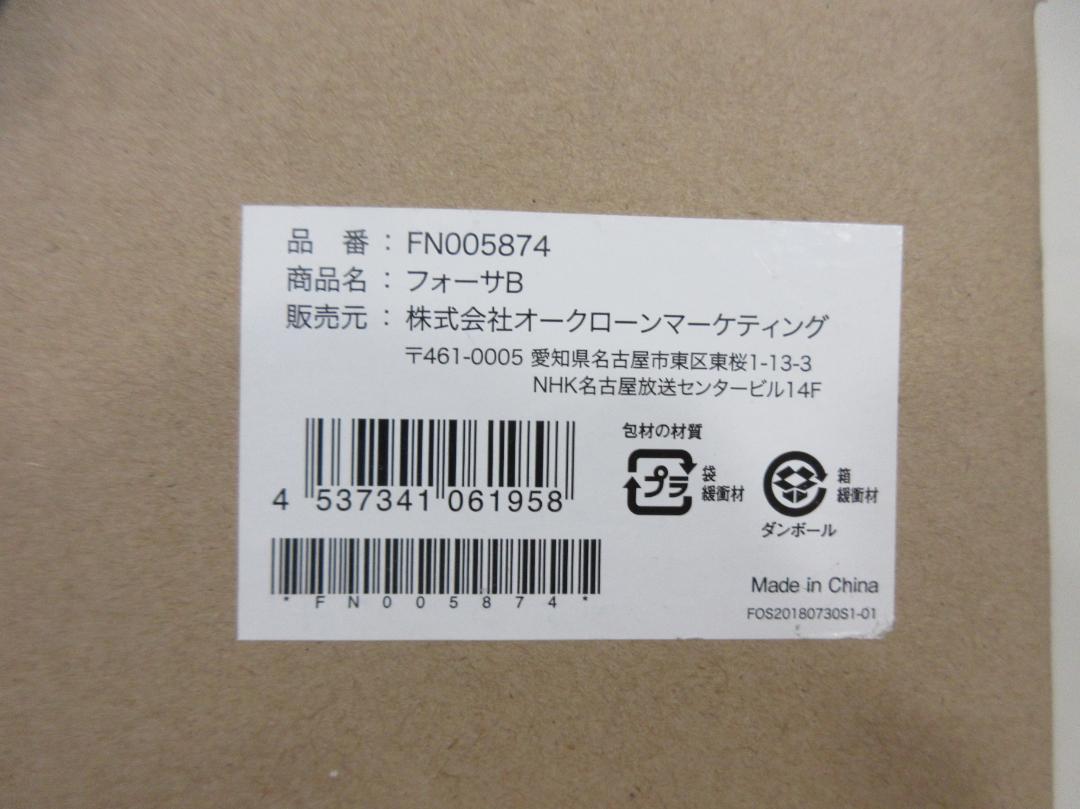 品 番 : FN005874
商品名 : フォーサB
販売元 : 株式会社オークローンマーケティング
〒461-0005 愛知県名古屋市東区東桜1-13-3
NHK名古屋放送センタービル14F
包材の材質
プラ 袋
緩衝材
箱
緩衝材
ダンボール
4 537341 061958
*FN005874*
Made in China
FOS20180730S1-01